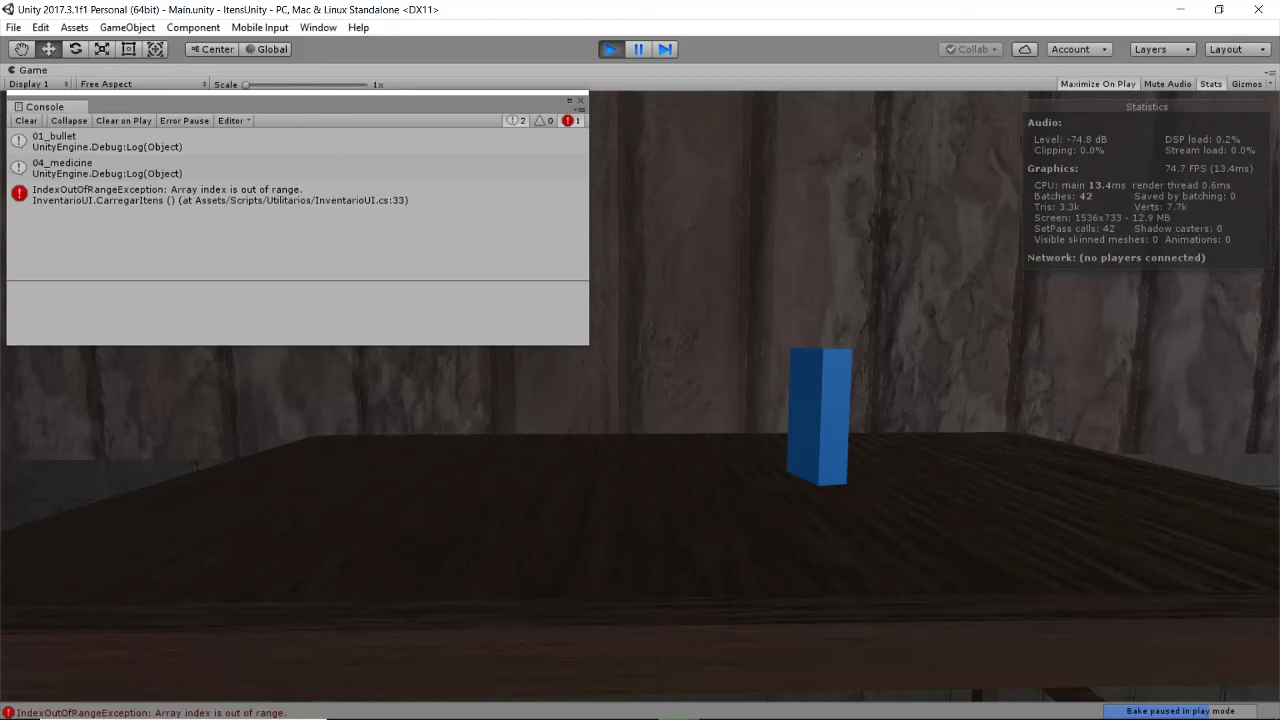 Unity 2017.3.1f1 Personal (64bit) - Main.unity - ItensUnity - PC, Mac & Linux Standalone <DX11>
File Edit Assets GameObject Component Mobile Input Window Help
Center Global Collab Account Layers Layout
Game
Display 1 Free Aspect Scale 1x Maximize On Play Mute Audio Stats Gizmos
Console
Clear Collapse Clear on Play Error Pause Editor 2 0 1
01_bullet
UnityEngine.Debug:Log(Object)
04_medicine
UnityEngine.Debug:Log(Object)
IndexOutOfRangeException: Array index is out of range.
InventarioUI.CarregarItens () (at Assets/Scripts/Utilitarios/InventarioUI.cs:33)
Statistics
Audio:
Level: -74.8 dB DSP load: 0.2%
Clipping: 0.0% Stream load: 0.0%
Graphics: 74.7 FPS (13.4ms)
CPU: main 13.4ms render thread 0.6ms
Batches: 42 Saved by batching: 0
Tris: 3.3k Verts: 7.7k
Screen: 1536x733 - 12.9 MB
SetPass calls: 42 Shadow casters: 0
Visible skinned meshes: 0 Animations: 0
Network: (no players connected)
IndexOutOfRangeException: Array index is out of range.
Bake paused in play mode